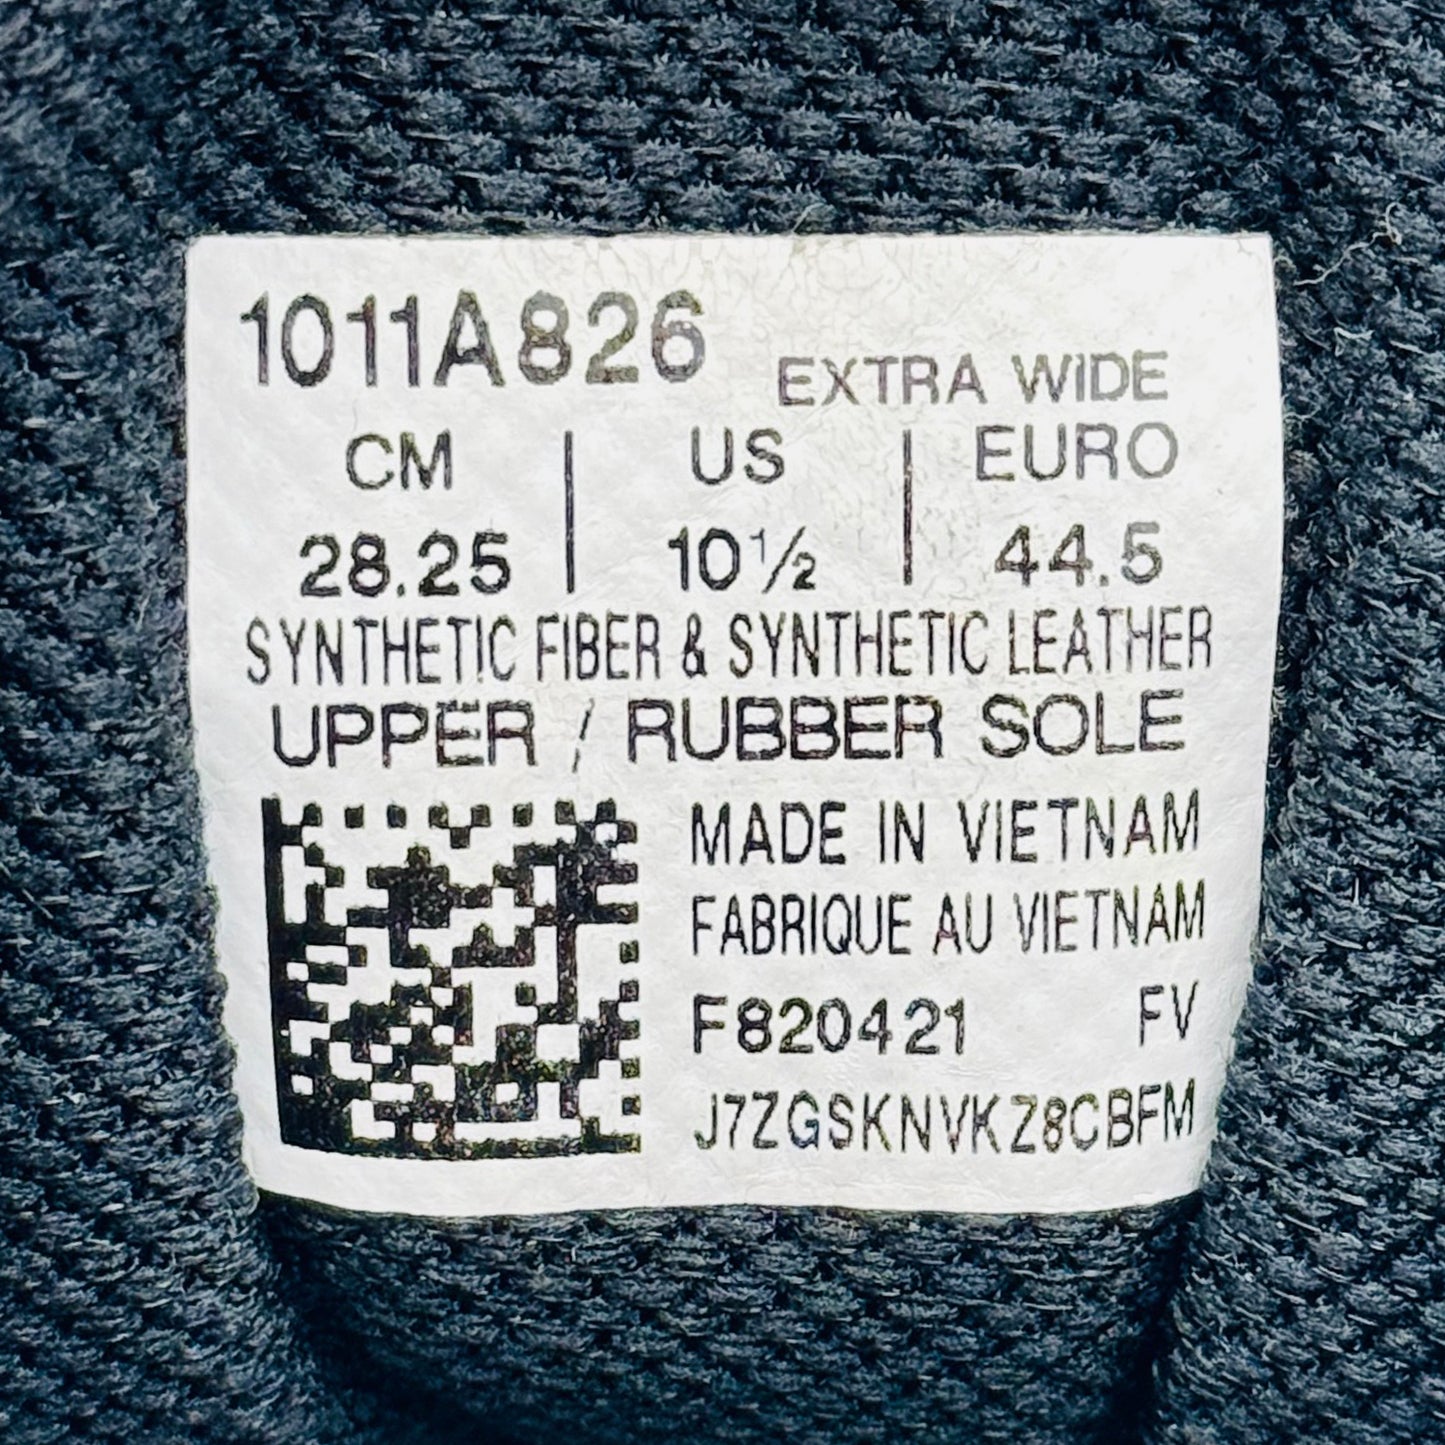 1011A826
EXTRA WIDE
CM | US | EURO
28.25 | 10½ | 44.5
SYNTHETIC FIBER & SYNTHETIC LEATHER
UPPER / RUBBER SOLE
MADE IN VIETNAM
FABRIQUE AU VIETNAM
F820421 FV
J7ZGSKNVKZ8CBFM